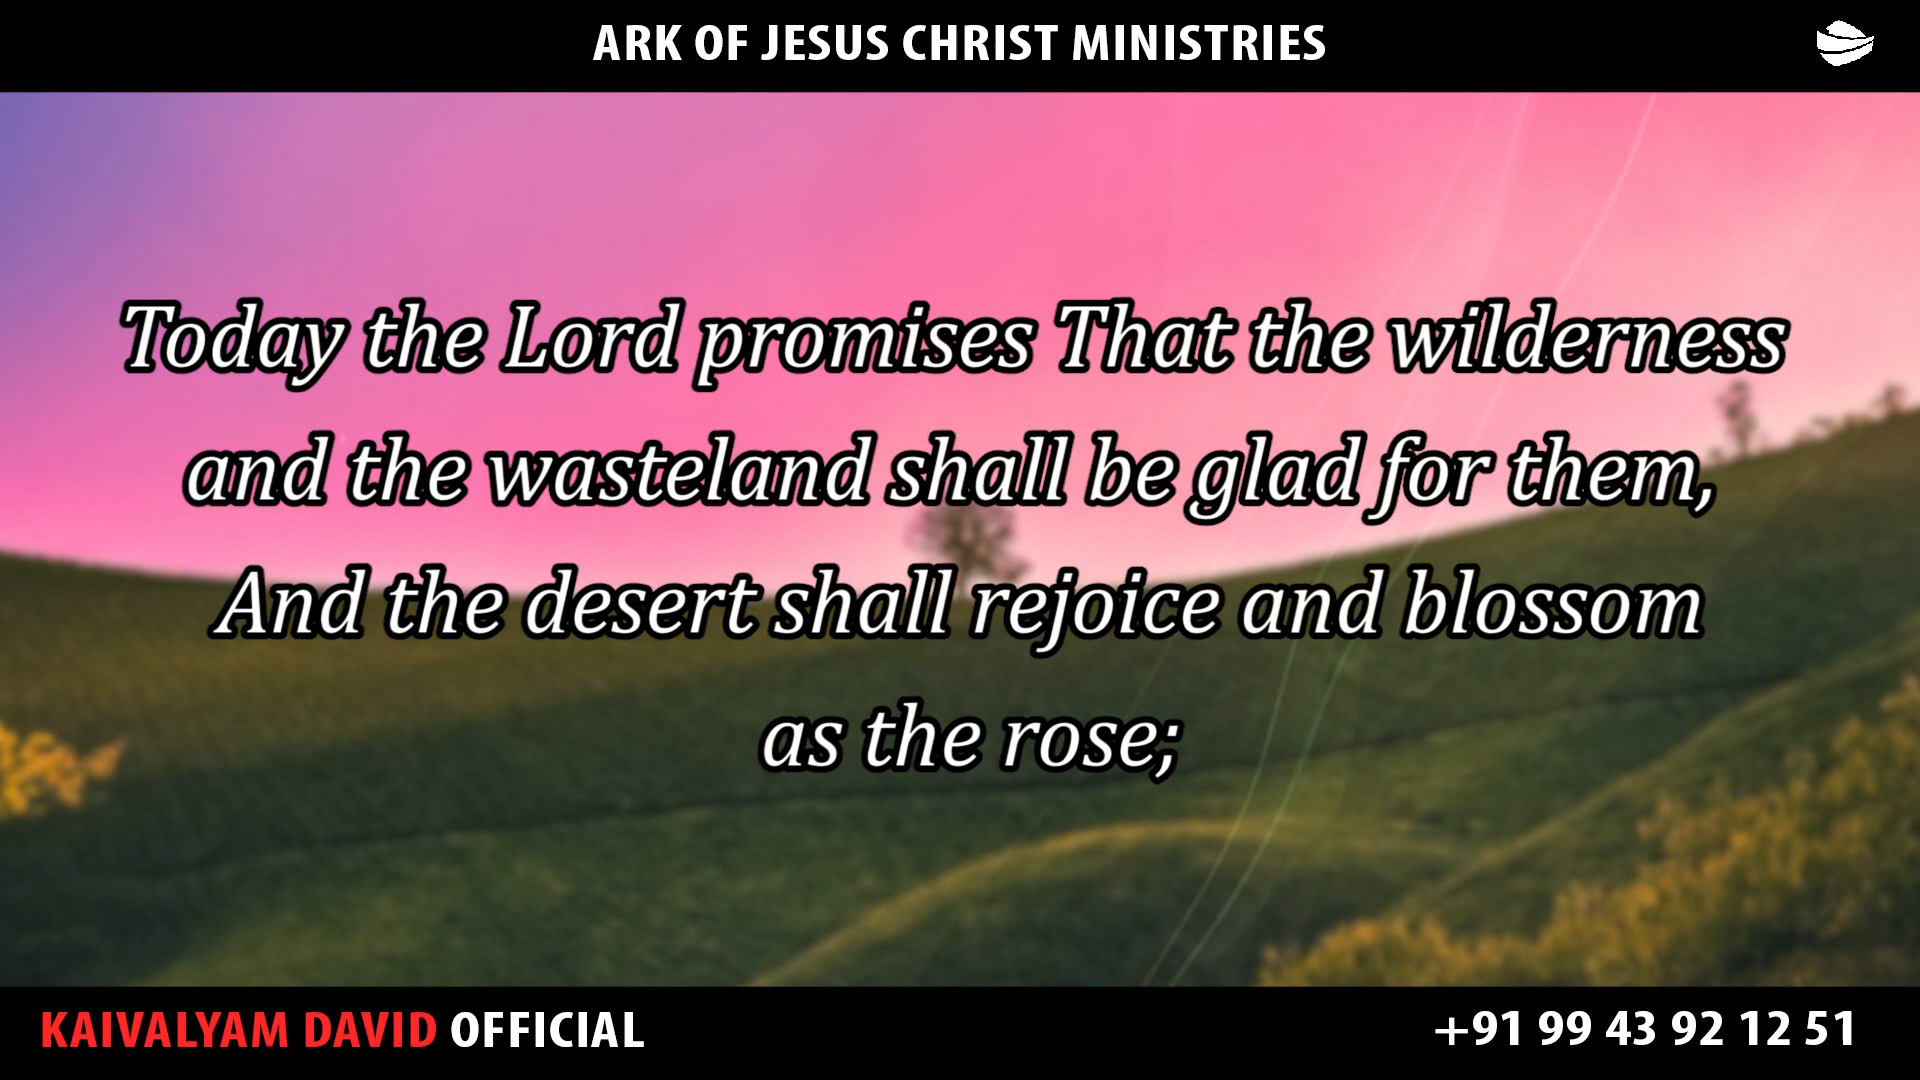 ARK OF JESUS CHRIST MINISTRIES
Today the Lord promises That the wilderness
and the wasteland shall be glad for them,
And the desert shall rejoice and blossom
as the rose;
KAIVALYAM DAVID OFFICIAL
+91 99 43 92 12 51